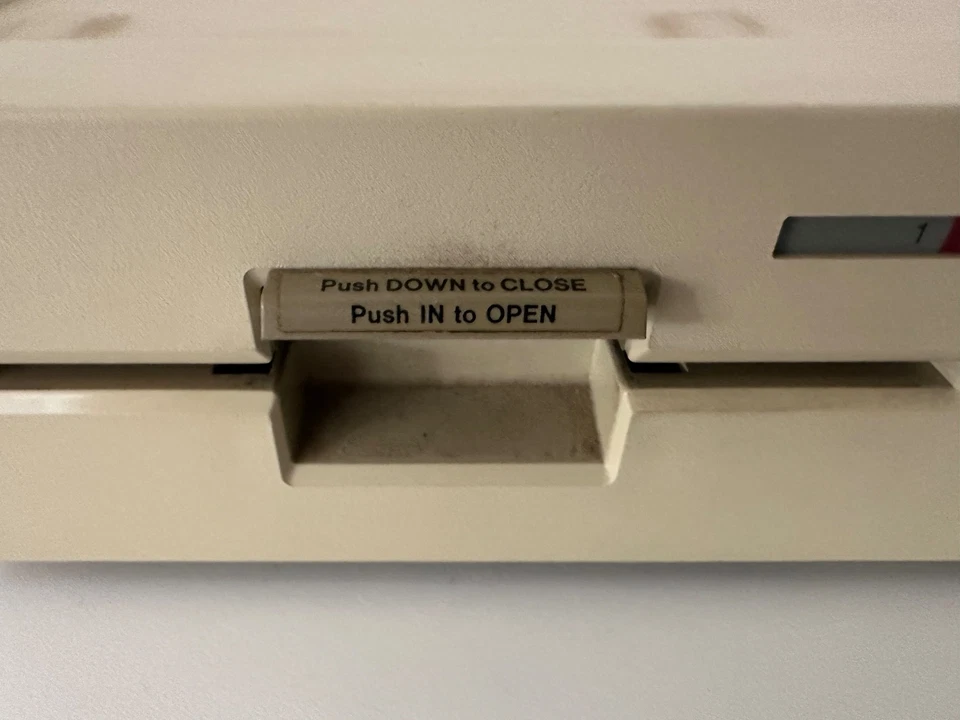 1
Push DOWN to CLOSE
Push IN to OPEN